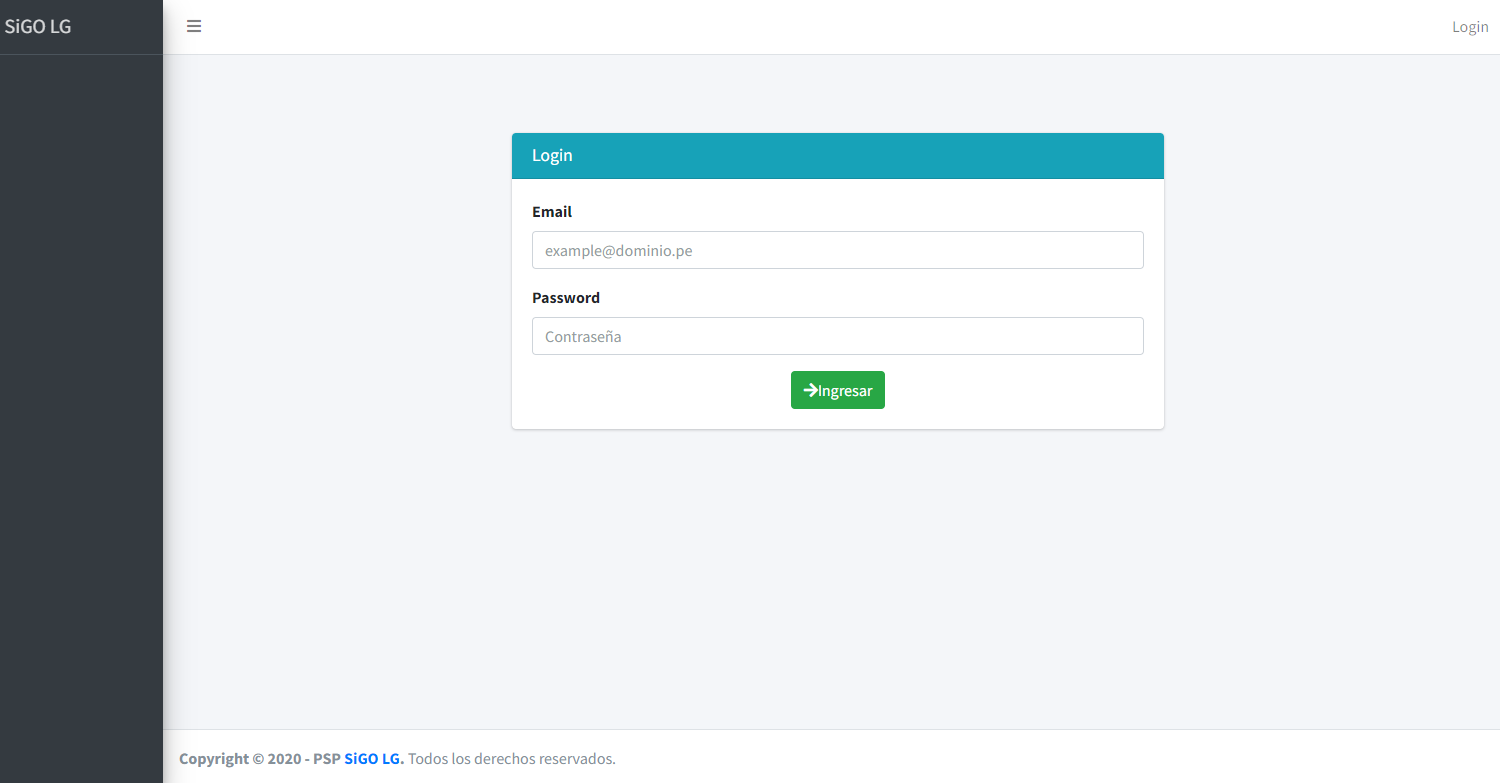 SiGO LG
Login
Login
Email
example@dominio.pe
Password
Contraseña
Ingresar
Copyright © 2020 - PSP SiGO LG. Todos los derechos reservados.